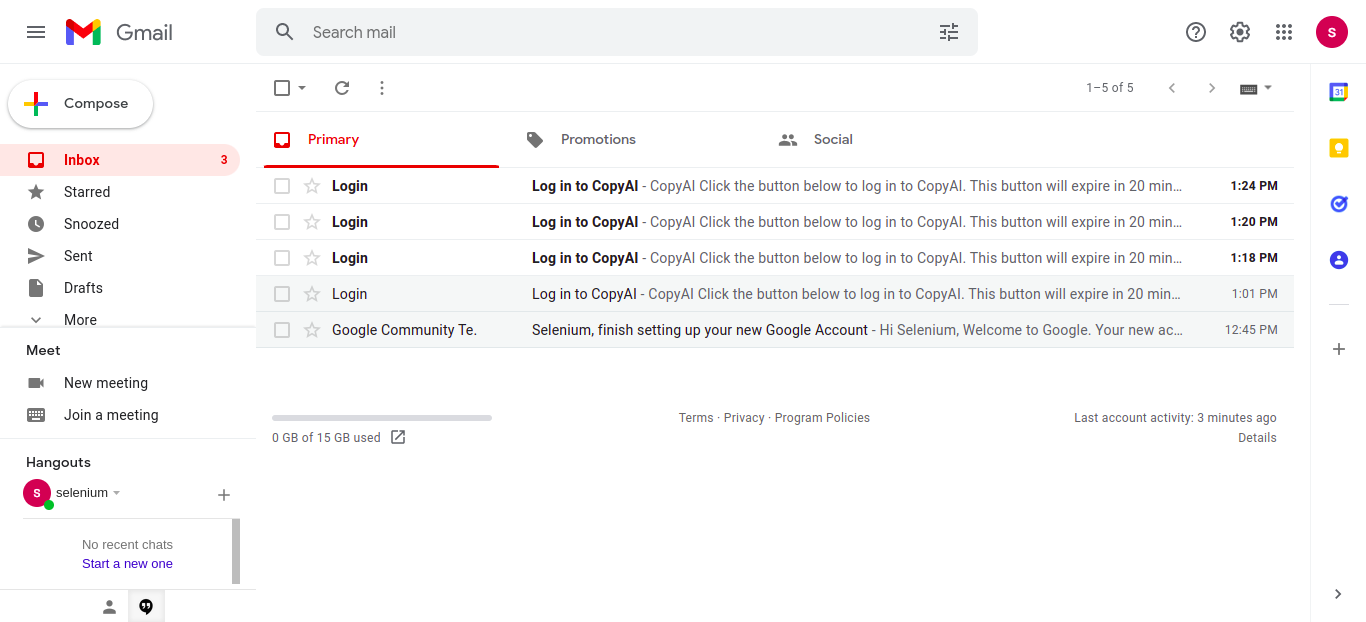 Gmail
Search mail
S
Compose
1–5 of 5
31
Inbox 3
Primary
Promotions
Social
Starred
Snoozed
Sent
Drafts
More
Login Log in to CopyAI - CopyAI Click the button below to log in to CopyAI. This button will expire in 20 min… 1:24 PM
Login Log in to CopyAI - CopyAI Click the button below to log in to CopyAI. This button will expire in 20 min… 1:20 PM
Login Log in to CopyAI - CopyAI Click the button below to log in to CopyAI. This button will expire in 20 min… 1:18 PM
Login Log in to CopyAI - CopyAI Click the button below to log in to CopyAI. This button will expire in 20 min… 1:01 PM
Google Community Te. Selenium, finish setting up your new Google Account - Hi Selenium, Welcome to Google. Your new ac… 12:45 PM
Meet
New meeting
Join a meeting
0 GB of 15 GB used
Terms · Privacy · Program Policies
Last account activity: 3 minutes ago
Details
Hangouts
S selenium
No recent chats
Start a new one